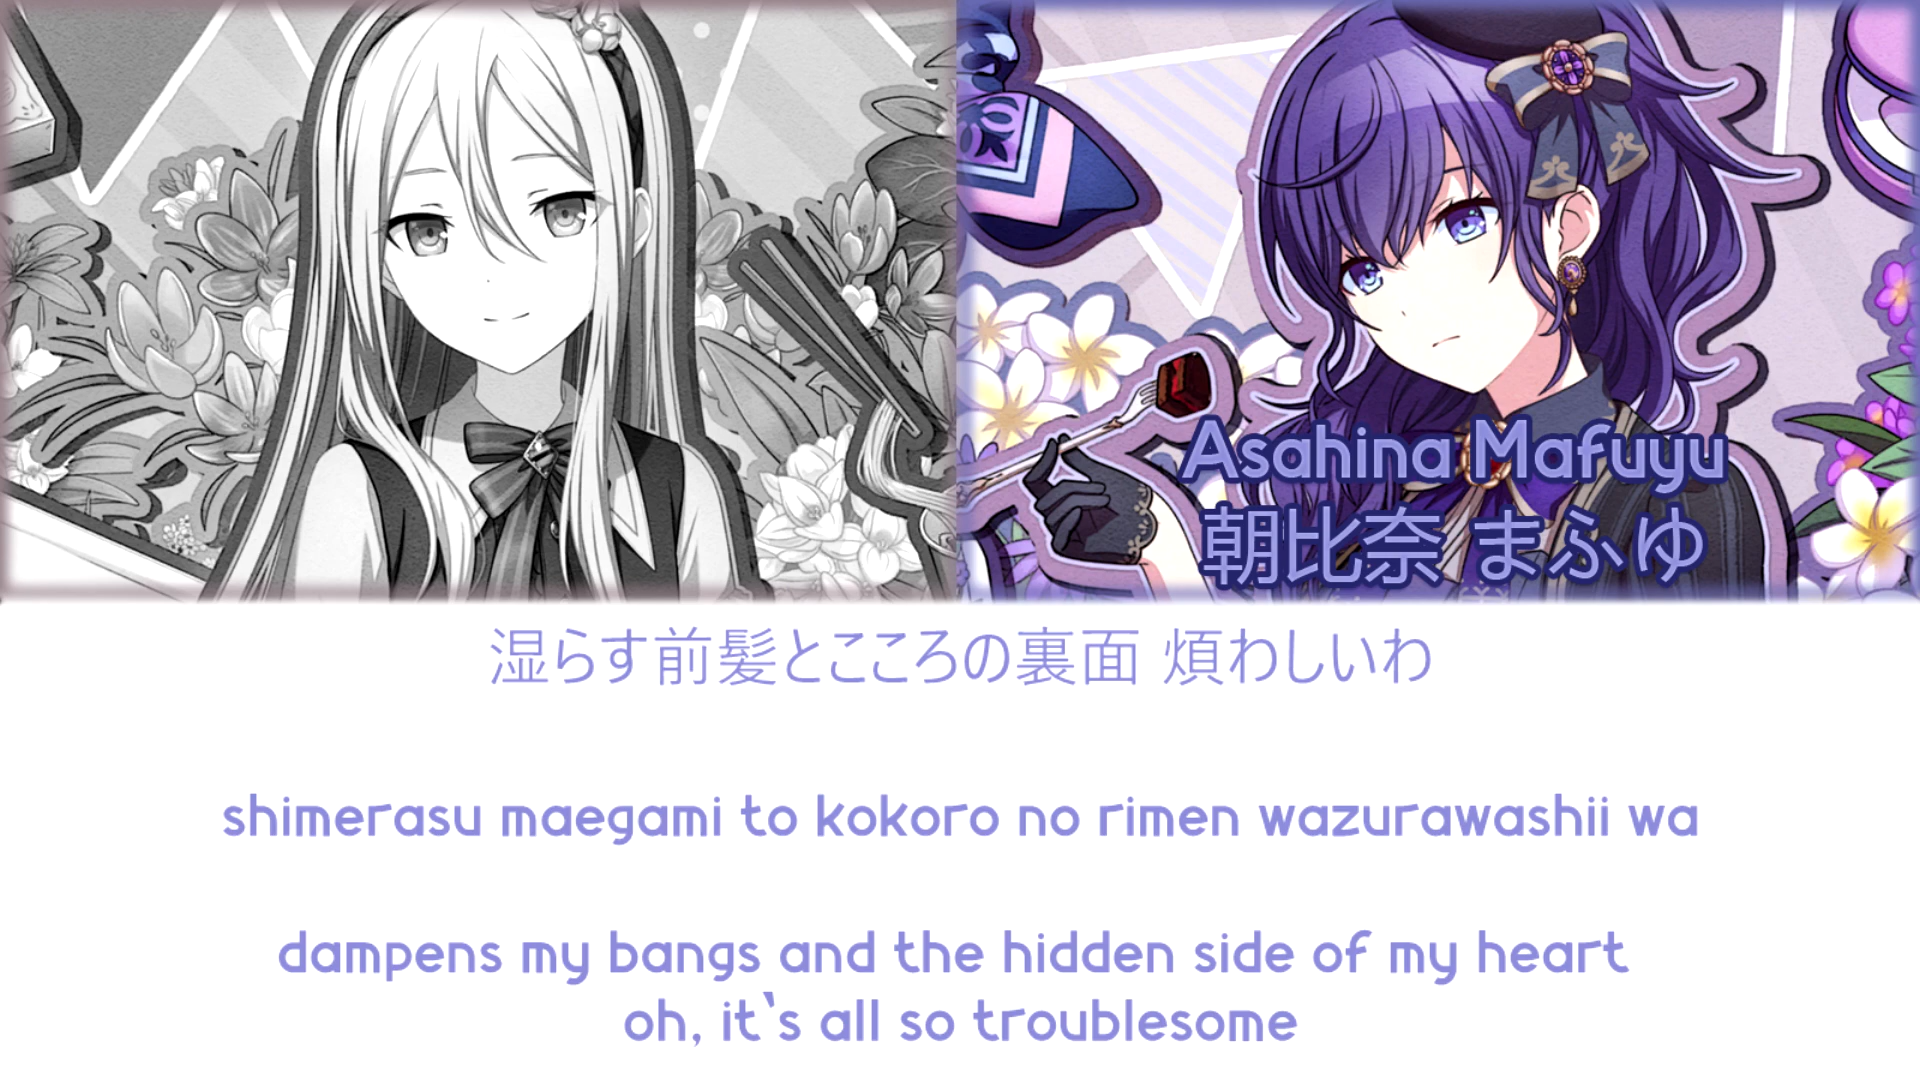 Asahina Mafuyu
朝比奈 まふゆ
湿らす前髪とこころの裏面 煩わしいわ
shimerasu maegami to kokoro no rimen wazurawashii wa
dampens my bangs and the hidden side of my heart
oh, it`s all so troublesome